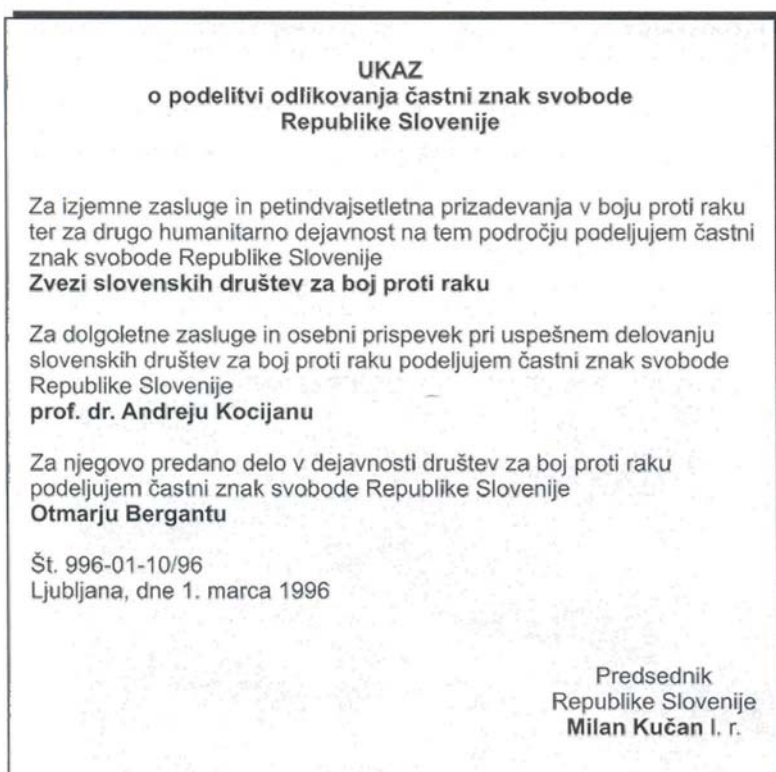 UKAZ
o podelitvi odlikovanja častni znak svobode
Republike Slovenije
Za izjemne zasluge in petindvajsetletna prizadevanja v boju proti raku
ter za drugo humanitarno dejavnost na tem področju podeljujem častni
znak svobode Republike Slovenije
Zvezi slovenskih društev za boj proti raku
Za dolgoletne zasluge in osebni prispevek pri uspešnem delovanju
slovenskih društev za boj proti raku podeljujem častni znak svobode
Republike Slovenije
prof. dr. Andreju Kocijanu
Za njegovo predano delo v dejavnosti društev za boj proti raku
podeljujem častni znak svobode Republike Slovenije
Otmarju Bergantu
Št. 996-01-10/96
Ljubljana, dne 1. marca 1996
Predsednik
Republike Slovenije
Milan Kučan l. r.